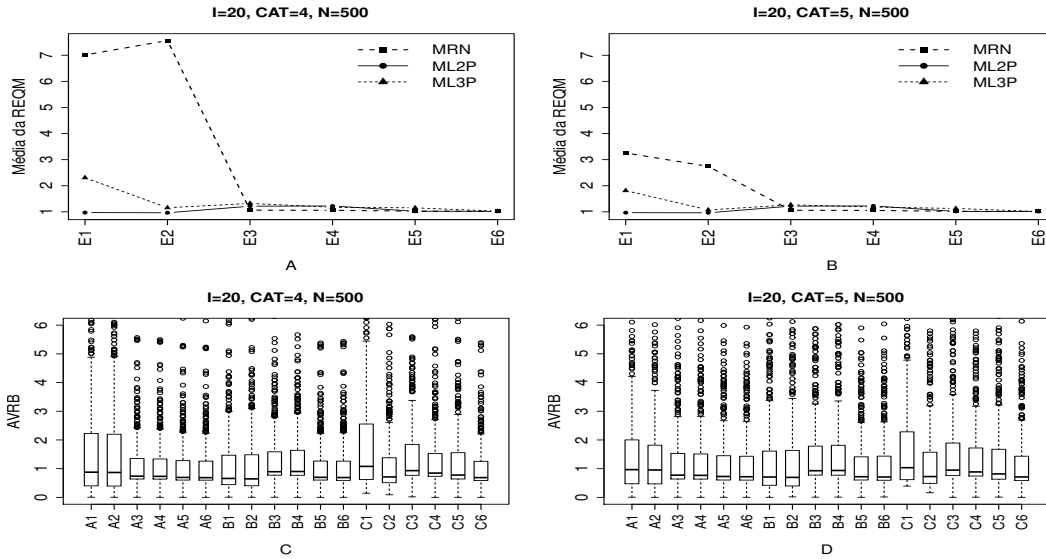 I=20, CAT=4, N=500
Média da REQM
7
6
5
4
3
2
1
MRN
ML2P
ML3P
E1 E2 E3 E4 E5 E6
A
I=20, CAT=5, N=500
Média da REQM
7
6
5
4
3
2
1
MRN
ML2P
ML3P
E1 E2 E3 E4 E5 E6
B
I=20, CAT=4, N=500
AVRB
6
5
4
3
2
1
0
A1 A2 A3 A4 A5 A6 B1 B2 B3 B4 B5 B6 C1 C2 C3 C4 C5 C6
C
I=20, CAT=5, N=500
AVRB
6
5
4
3
2
1
0
A1 A2 A3 A4 A5 A6 B1 B2 B3 B4 B5 B6 C1 C2 C3 C4 C5 C6
D